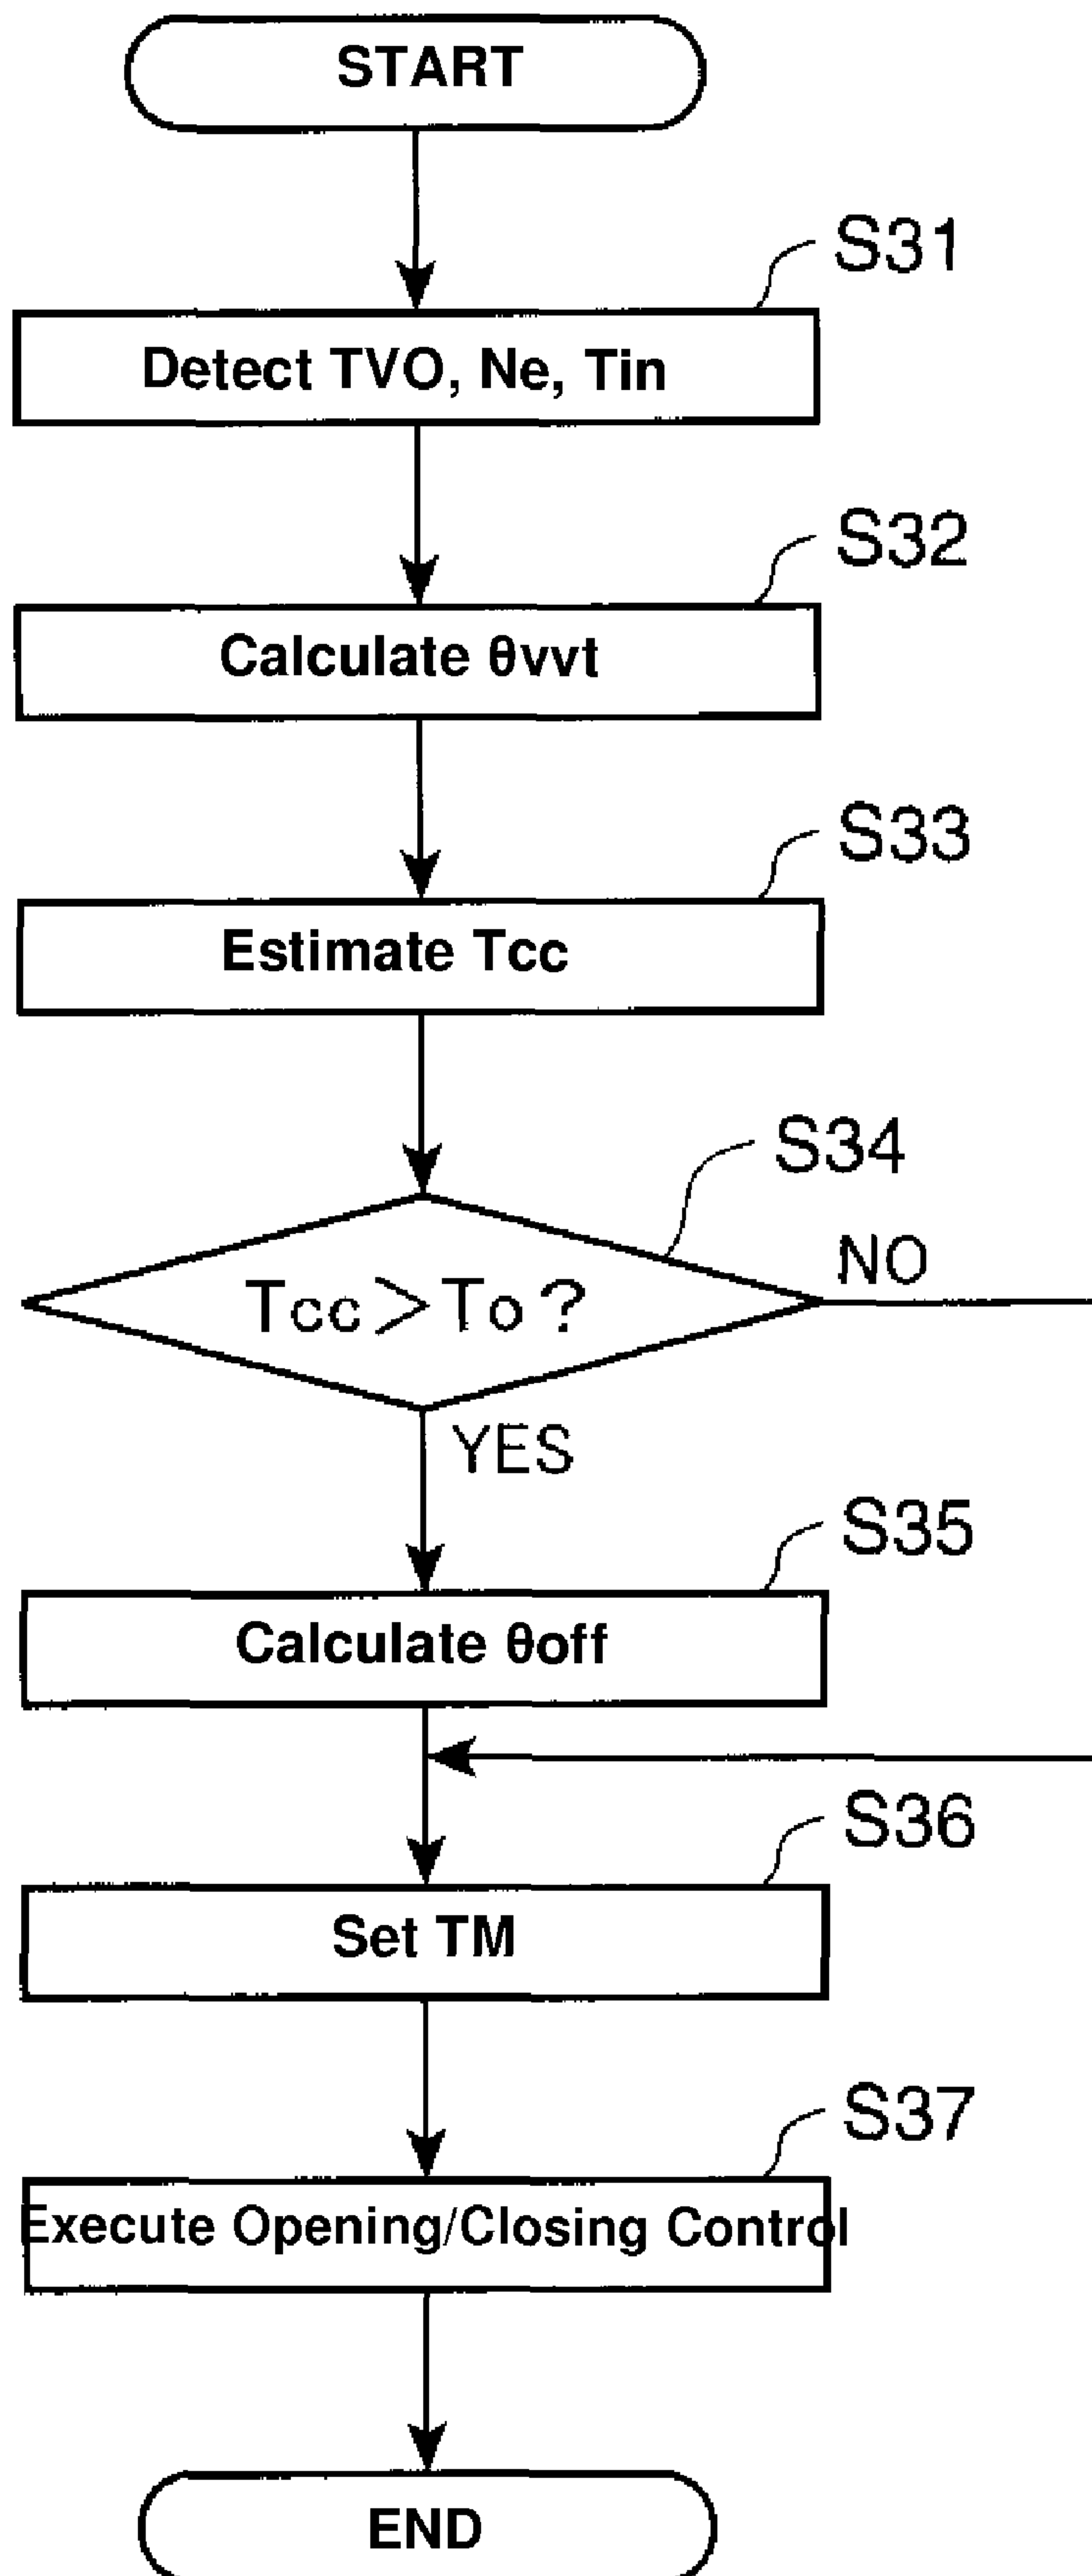 START
S31
Detect TVO, Ne, Tin
S32
Calculate θvvt
S33
Estimate Tcc
S34
Tcc>To?
NO
YES
S35
Calculate θoff
S36
Set TM
S37
Execute Opening/Closing Control
END